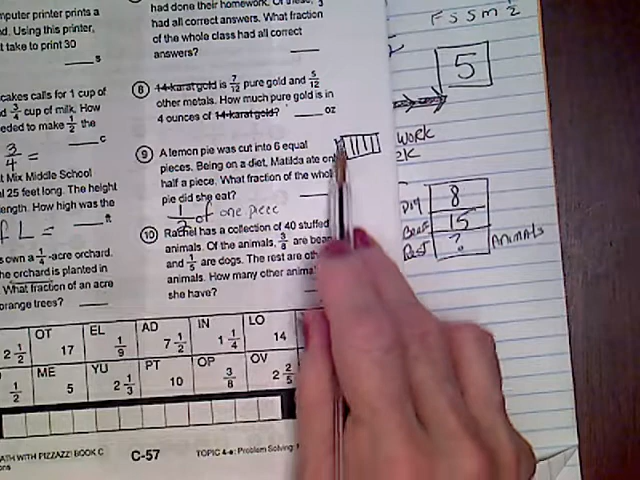 mputer printer prints a
d. Using this printer,
t take to print 30
s
had done their homework. Of these,
had all correct answers. What fraction
of the whole class had all correct
answers?
8 14-karat gold is 7/12 pure gold and 5/12
other metals. How much pure gold is in
4 ounces of 14-karat gold? oz
cakes calls for 1 cup of
d 3/4 cup of milk. How
eded to make 1/2 the
c
3/4 =
9 A lemon pie was cut into 6 equal
pieces. Being on a diet, Matilda ate on
half a piece. What fraction of the who
pie did she eat?
1/2 of one piece
t Mix Middle School
l 25 feet long. The height
ength. How high was the
ft
f L =
10 Rachel has a collection of 40 stuffed
animals. Of the animals, 3/8 are bea
and 1/5 are dogs. The rest are oth
animals. How many other anima
she have?
s own a 1/4-acre orchard.
he orchard is planted in
What fraction of an acre
orange trees?
2 1/2
OT 17
EL 1/9
AD 7 1/2
IN 1 1/4
LO 14
1/2
ME 5
YU 2 1/3
PT 10
OP 3/8
OV 2 2/5
ATH WITH PIZZAZZ! BOOK C
ons
C-57
TOPIC 4-e: Problem Solving:
FSSM 1/2
5
WORK
2K
Dog 8
Bear 15
Rest ? Animals